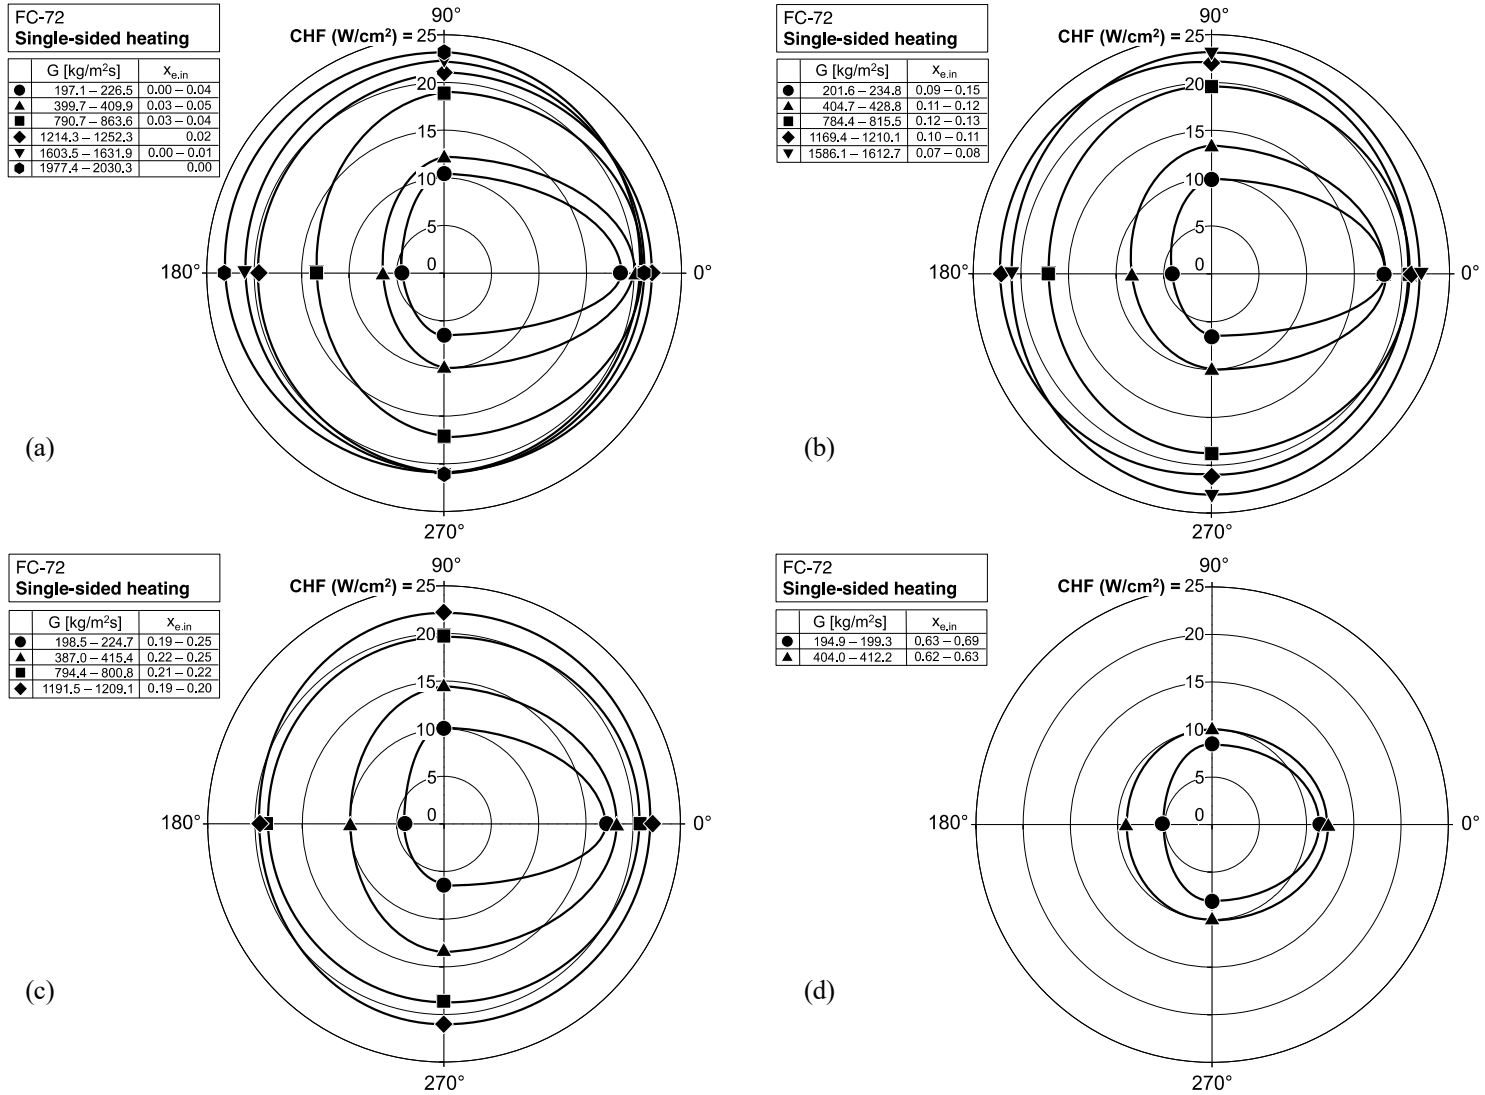 FC-72
Single-sided heating
G [kg/m²s] x_e.in
197.1 – 226.5 0.00 – 0.04
399.7 – 409.9 0.03 – 0.05
790.7 – 863.6 0.03 – 0.04
1214.3 – 1252.3 0.02
1603.5 – 1631.9 0.00 – 0.01
1977.4 – 2030.3 0.00
90°
CHF (W/cm²) = 25
20
15
10
5
0
180°
0°
270°
(a)
FC-72
Single-sided heating
G [kg/m²s] x_e.in
201.6 – 234.8 0.09 – 0.15
404.7 – 428.8 0.11 – 0.12
784.4 – 815.5 0.12 – 0.13
1169.4 – 1210.1 0.10 – 0.11
1586.1 – 1612.7 0.07 – 0.08
90°
CHF (W/cm²) = 25
20
15
10
5
0
180°
0°
270°
(b)
FC-72
Single-sided heating
G [kg/m²s] x_e.in
198.5 – 224.7 0.19 – 0.25
387.0 – 415.4 0.22 – 0.25
794.4 – 800.8 0.21 – 0.22
1191.5 – 1209.1 0.19 – 0.20
90°
CHF (W/cm²) = 25
20
15
10
5
0
180°
0°
270°
(c)
FC-72
Single-sided heating
G [kg/m²s] x_e.in
194.9 – 199.3 0.63 – 0.69
404.0 – 412.2 0.62 – 0.63
90°
CHF (W/cm²) = 25
20
15
10
5
0
180°
0°
270°
(d)